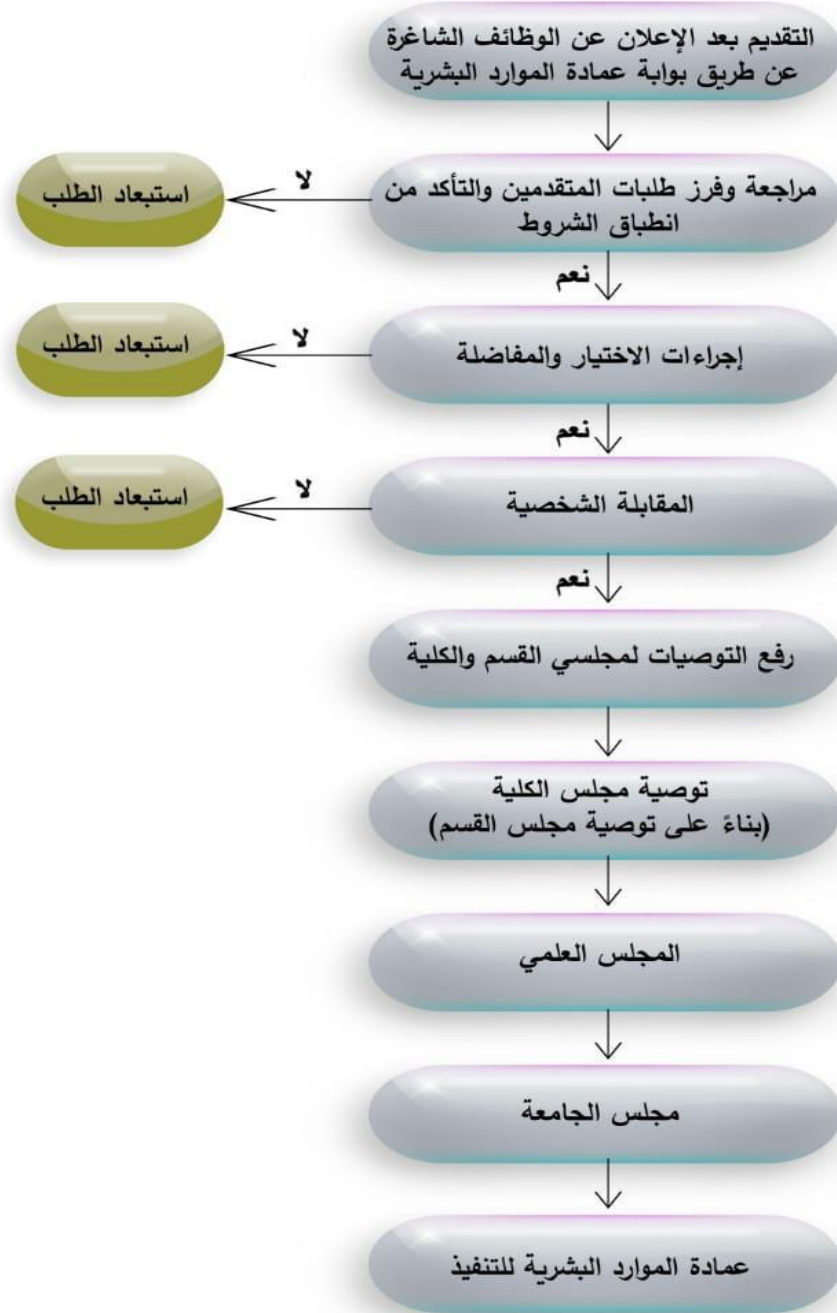 التقديم بعد الإعلان عن الوظائف الشاغرة
عن طريق بوابة عمادة الموارد البشرية
مراجعة وفرز طلبات المتقدمين والتأكد من
انطباق الشروط
لا
استبعاد الطلب
نعم
إجراءات الاختيار والمفاضلة
لا
استبعاد الطلب
نعم
المقابلة الشخصية
لا
استبعاد الطلب
نعم
رفع التوصيات لمجلسي القسم والكلية
توصية مجلس الكلية
(بناءً على توصية مجلس القسم)
المجلس العلمي
مجلس الجامعة
عمادة الموارد البشرية للتنفيذ